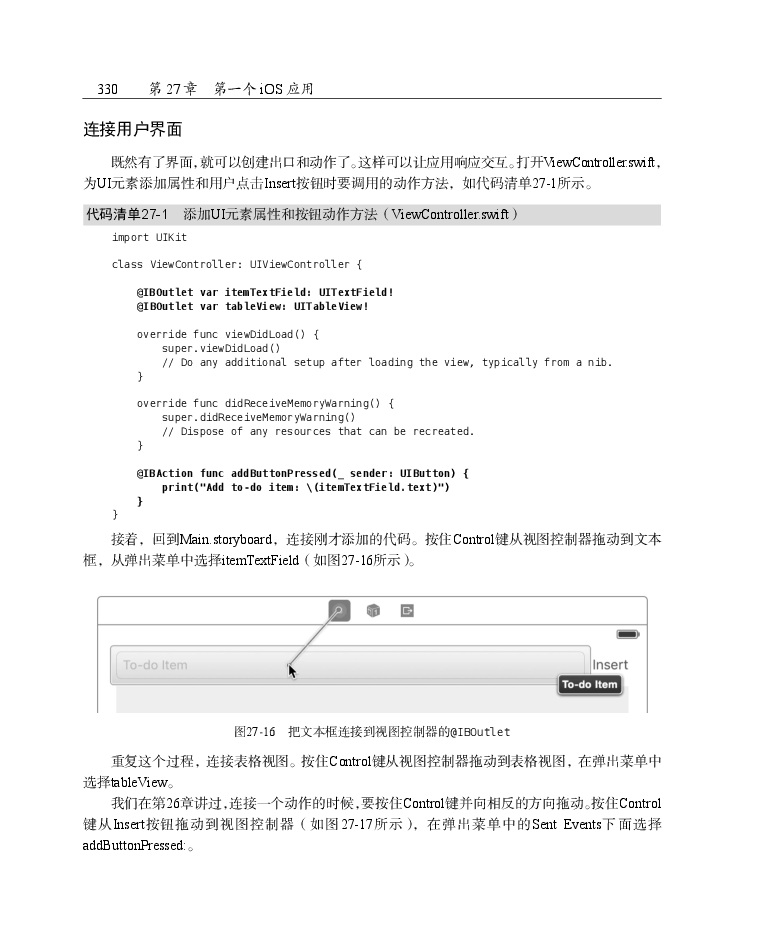 330 第 27 章 第一个 iOS 应用
连接用户界面
既然有了界面，就可以创建出口和动作了。这样可以让应用响应交互。打开ViewController.swift，
为UI元素添加属性和用户点击Insert按钮时要调用的动作方法，如代码清单27-1所示。
代码清单27-1 添加UI元素属性和按钮动作方法（ViewController.swift）
import UIKit
class ViewController: UIViewController {
@IBOutlet var itemTextField: UITextField!
@IBOutlet var tableView: UITableView!
override func viewDidLoad() {
super.viewDidLoad()
// Do any additional setup after loading the view, typically from a nib.
}
override func didReceiveMemoryWarning() {
super.didReceiveMemoryWarning()
// Dispose of any resources that can be recreated.
}
@IBAction func addButtonPressed(_ sender: UIButton) {
print("Add to-do item: \(itemTextField.text)")
}
}
接着，回到Main.storyboard，连接刚才添加的代码。按住Control键从视图控制器拖动到文本
框，从弹出菜单中选择itemTextField（如图27-16所示）。
To-do Item
Insert
To-do Item
图27-16 把文本框连接到视图控制器的@IBOutlet
重复这个过程，连接表格视图。按住Control键从视图控制器拖动到表格视图，在弹出菜单中
选择tableView。
我们在第26章讲过，连接一个动作的时候，要按住Control键并向相反的方向拖动。按住Control
键从Insert按钮拖动到视图控制器（如图 27-17所示），在弹出菜单中的Sent Events下面选择
addButtonPressed:。